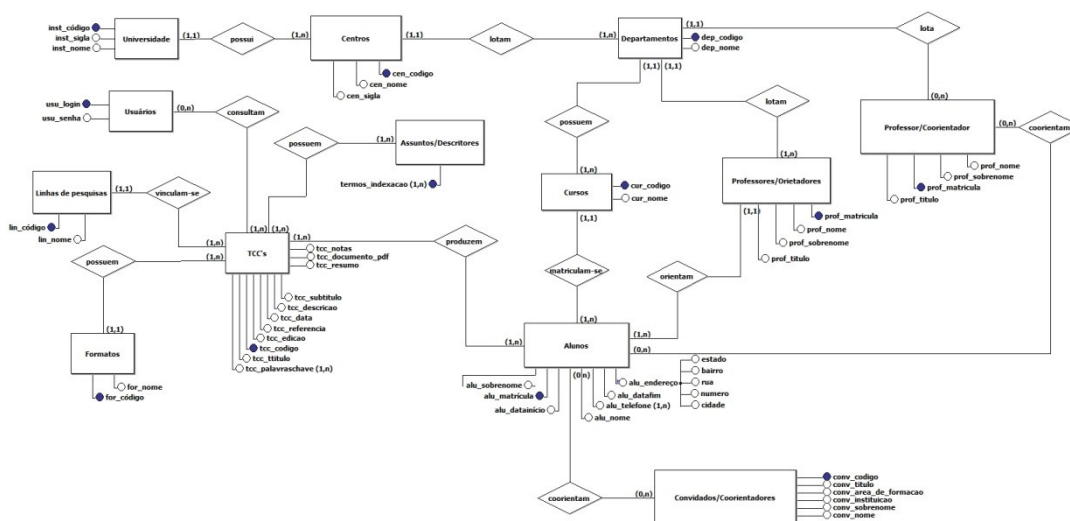 inst_código
inst_sigla
inst_nome
Universidade
(1,1)
possui
(1,n)
Centros
(1,1)
lotam
(1,n)
Departamentos
(1,1)
lota
dep_codigo
dep_nome
cen_codigo
cen_nome
cen_sigla
(1,1)
(1,1)
usu_login
usu_senha
Usuários
(0,n)
consultam
possuem
(1,n)
Assuntos/Descritores
termos_indexacao (1,n)
possuem
lotam
(0,n)
Professor/Coorientador
(0,n)
coorientam
prof_nome
prof_sobrenome
prof_matricula
prof_titulo
Linhas de pesquisas
(1,1)
vinculam-se
lin_código
lin_nome
(1,n)
Cursos
cur_codigo
cur_nome
(1,1)
(1,n)
Professores/Orietadores
(1,1)
prof_matricula
prof_nome
prof_sobrenome
prof_titulo
(1,n)
(1,n)
(1,n)
(1,n)
(1,n)
TCC's
tcc_notas
tcc_documento_pdf
tcc_resumo
produzem
possuem
matriculam-se
orientam
tcc_subtitulo
tcc_descricao
tcc_data
tcc_referencia
tcc_edicao
tcc_codigo
tcc_ttitulo
tcc_palavraschave (1,n)
(1,1)
Formatos
for_nome
for_código
(1,n)
(1,n)
Alunos
(1,n)
(0,n)
(0 n)
alu_sobrenome
alu_matrícula
alu_datainício
alu_endereço
alu_datafim
alu_telefone (1,n)
alu_nome
estado
bairro
rua
numero
cidade
coorientam
(0,n)
Convidados/Coorientadores
conv_codigo
conv_titulo
conv_area_de_formacao
conv_instituicao
conv_sobrenome
conv_nome